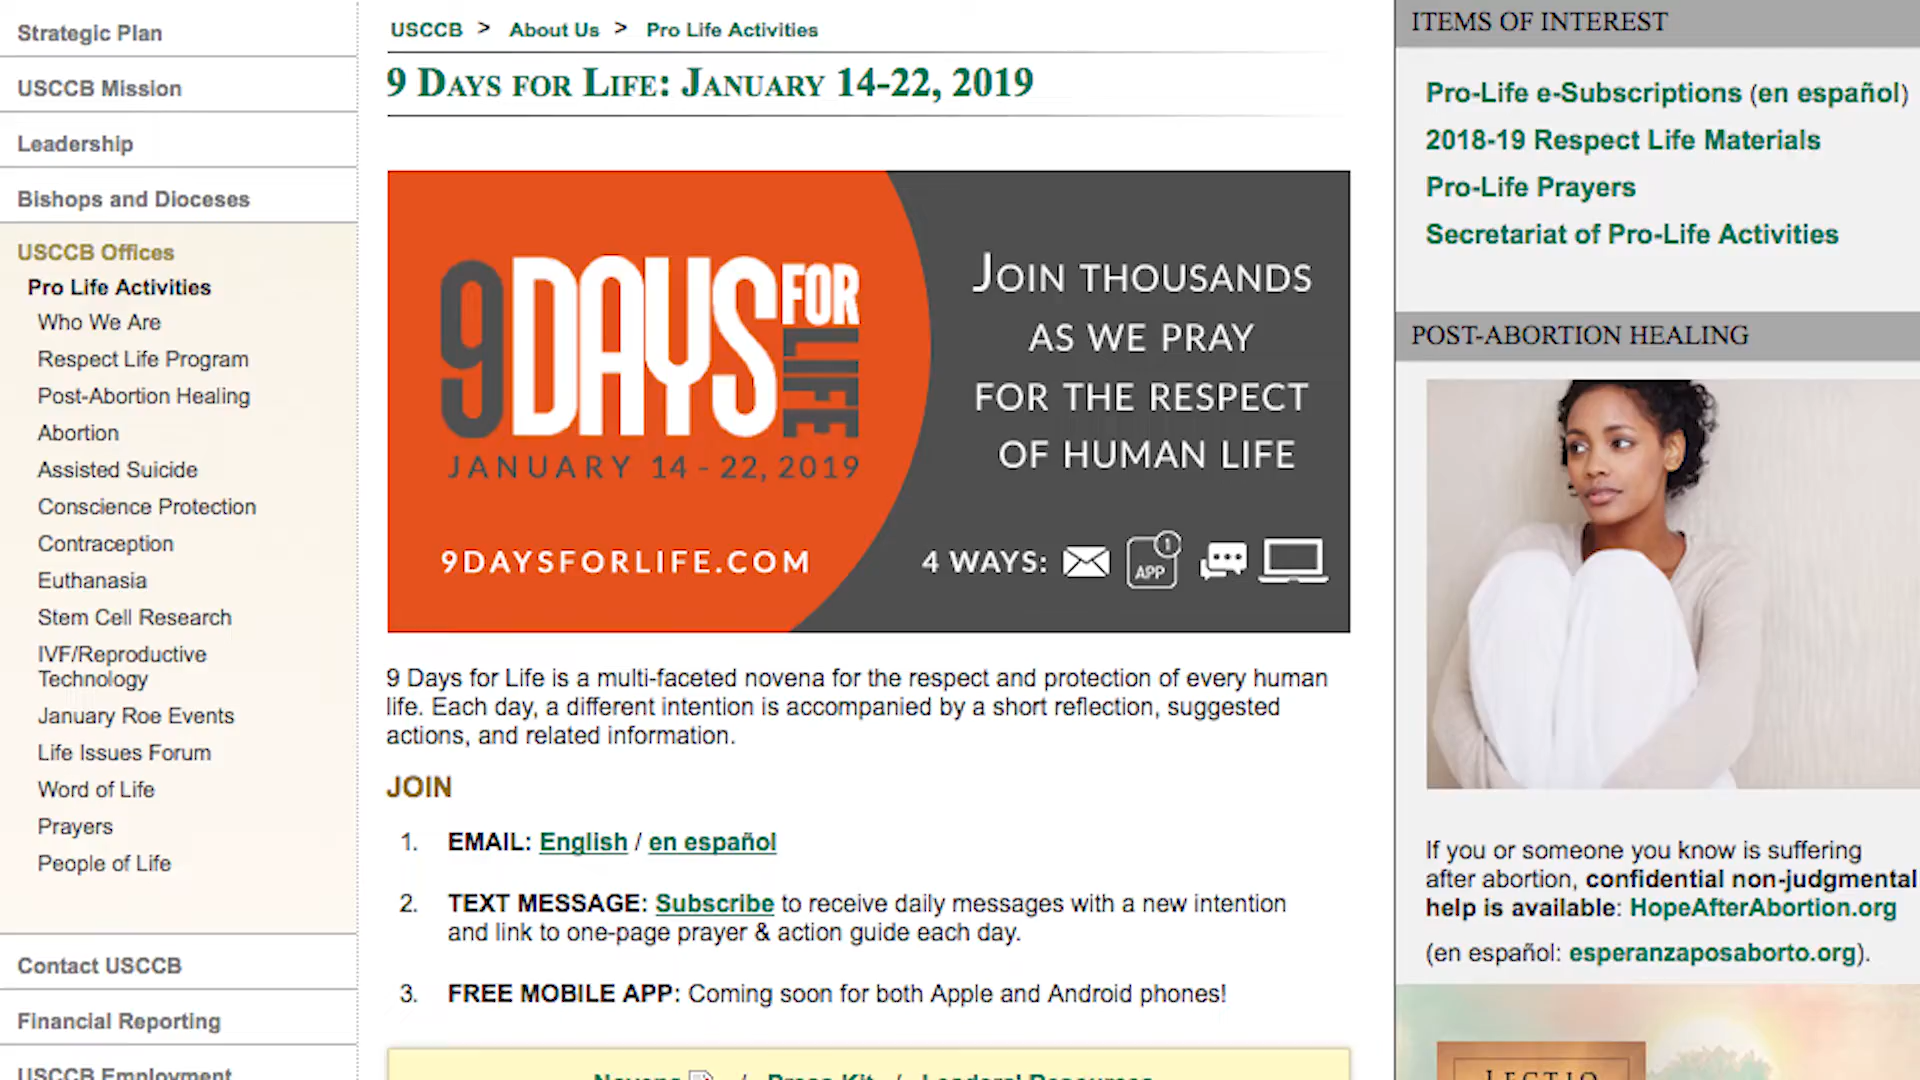 Strategic Plan
USCCB Mission
Leadership
Bishops and Dioceses
USCCB Offices
Pro Life Activities
Who We Are
Respect Life Program
Post-Abortion Healing
Abortion
Assisted Suicide
Conscience Protection
Contraception
Euthanasia
Stem Cell Research
IVF/Reproductive
Technology
January Roe Events
Life Issues Forum
Word of Life
Prayers
People of Life
Contact USCCB
Financial Reporting
USCCB Employment
USCCB > About Us > Pro Life Activities
9 Days for Life: January 14-22, 2019
9 DAYS FOR LIFE
JANUARY 14 - 22, 2019
9DAYSFORLIFE.COM
JOIN THOUSANDS
AS WE PRAY
FOR THE RESPECT
OF HUMAN LIFE
4 WAYS: APP 1
9 Days for Life is a multi-faceted novena for the respect and protection of every human
life. Each day, a different intention is accompanied by a short reflection, suggested
actions, and related information.
JOIN
1. EMAIL: English / en español
2. TEXT MESSAGE: Subscribe to receive daily messages with a new intention
and link to one-page prayer & action guide each day.
3. FREE MOBILE APP: Coming soon for both Apple and Android phones!
Novena / Press Kit / Leaders' Resources
ITEMS OF INTEREST
Pro-Life e-Subscriptions (en español)
2018-19 Respect Life Materials
Pro-Life Prayers
Secretariat of Pro-Life Activities
POST-ABORTION HEALING
If you or someone you know is suffering
after abortion, confidential non-judgmental
help is available: HopeAfterAbortion.org
(en español: esperanzaposaborto.org).
LECTIO